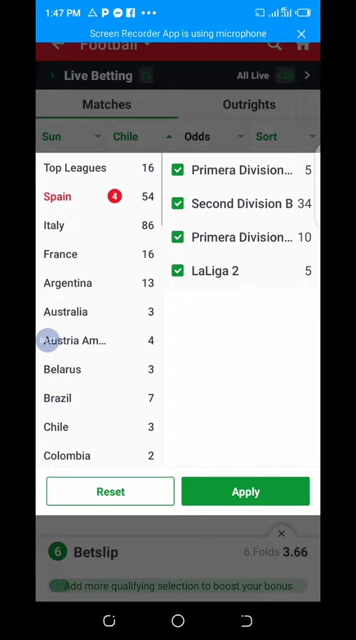 1:47 PM
Screen Recorder App is using microphone
Football
Live Betting
All Live
Matches Outrights
Sun Chile Odds Sort
Top Leagues 16
Spain 4 54
Italy 86
France 16
Argentina 13
Australia 3
Austria Am... 4
Belarus 3
Brazil 7
Chile 3
Colombia 2
Primera Division... 5
Second Division B 34
Primera Division... 10
LaLiga 2 5
Reset Apply
6 Betslip 6 Folds 3.66
Add more qualifying selection to boost your bonus